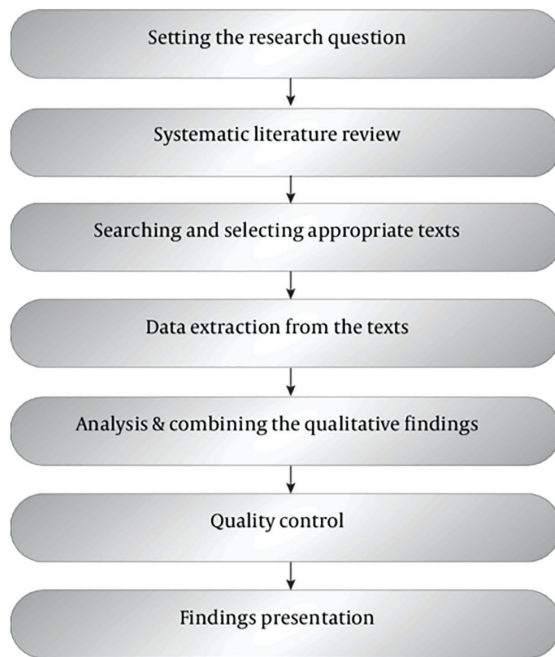 Setting the research question
Systematic literature review
Searching and selecting appropriate texts
Data extraction from the texts
Analysis & combining the qualitative findings
Quality control
Findings presentation